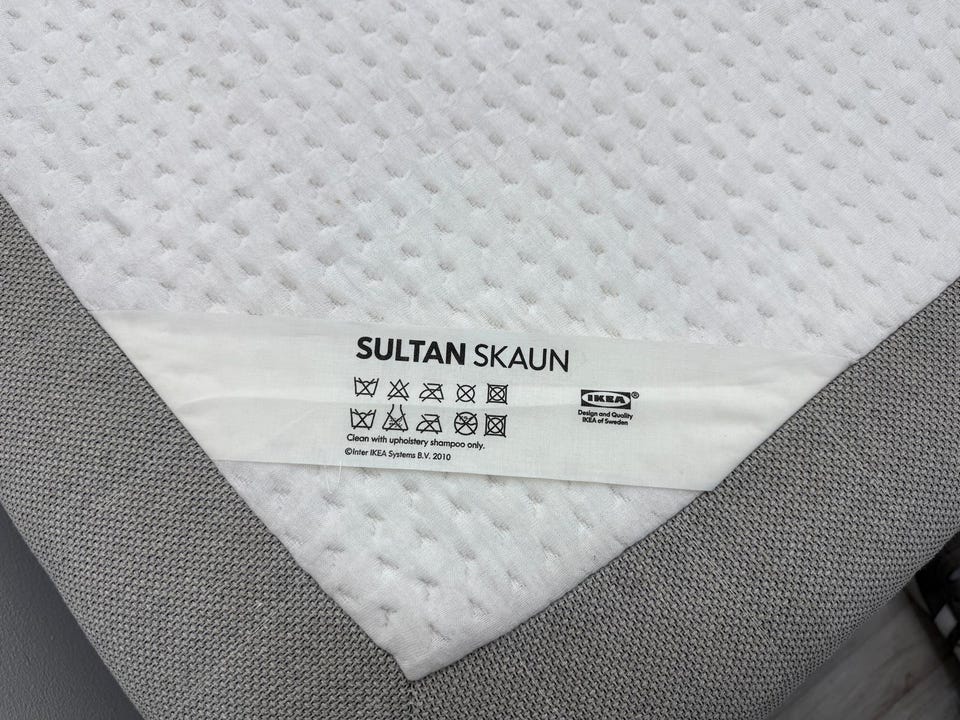 SULTAN SKAUN
IKEA®
Design and Quality
IKEA of Sweden
Clean with upholstery shampoo only.
©Inter IKEA Systems B.V. 2010